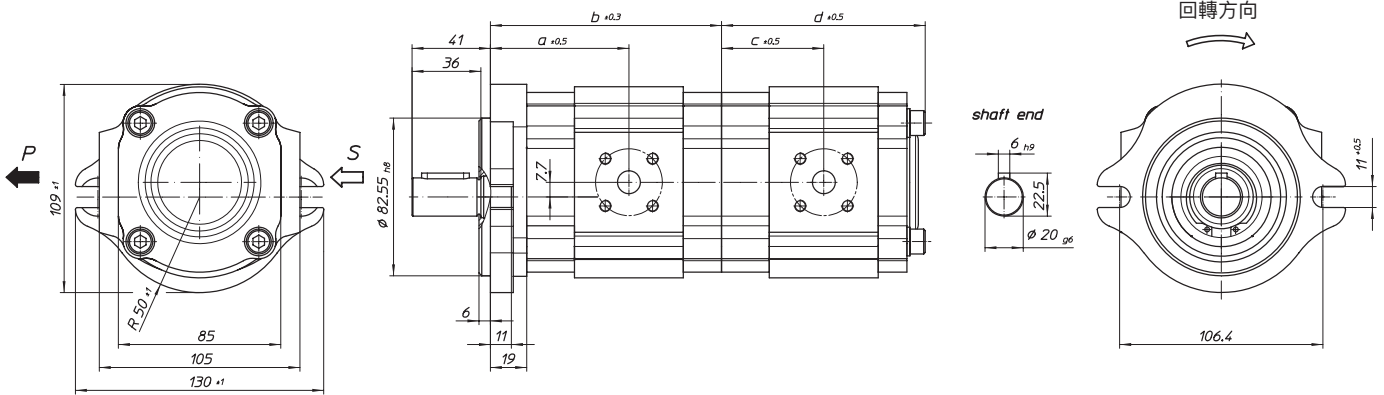 P
S
109 ±1
R 50 ±1
85
105
130 ±1
b ±0.3
d ±0.5
41
a ±0.5
c ±0.5
36
Ø 82.55 h8
7.7
6
11
19
shaft end
6 h9
22.5
Ø 20 g6
回轉方向
11 ±0.5
106.4